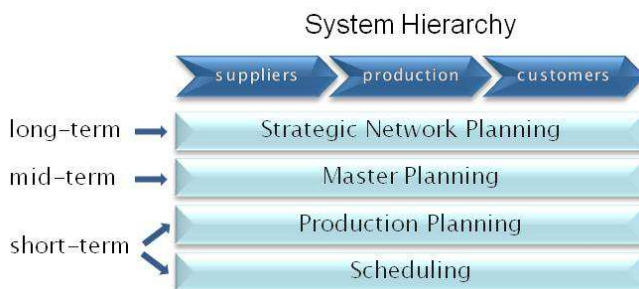 System Hierarchy
suppliers production customers
long-term Strategic Network Planning
mid-term Master Planning
Production Planning
short-term
Scheduling